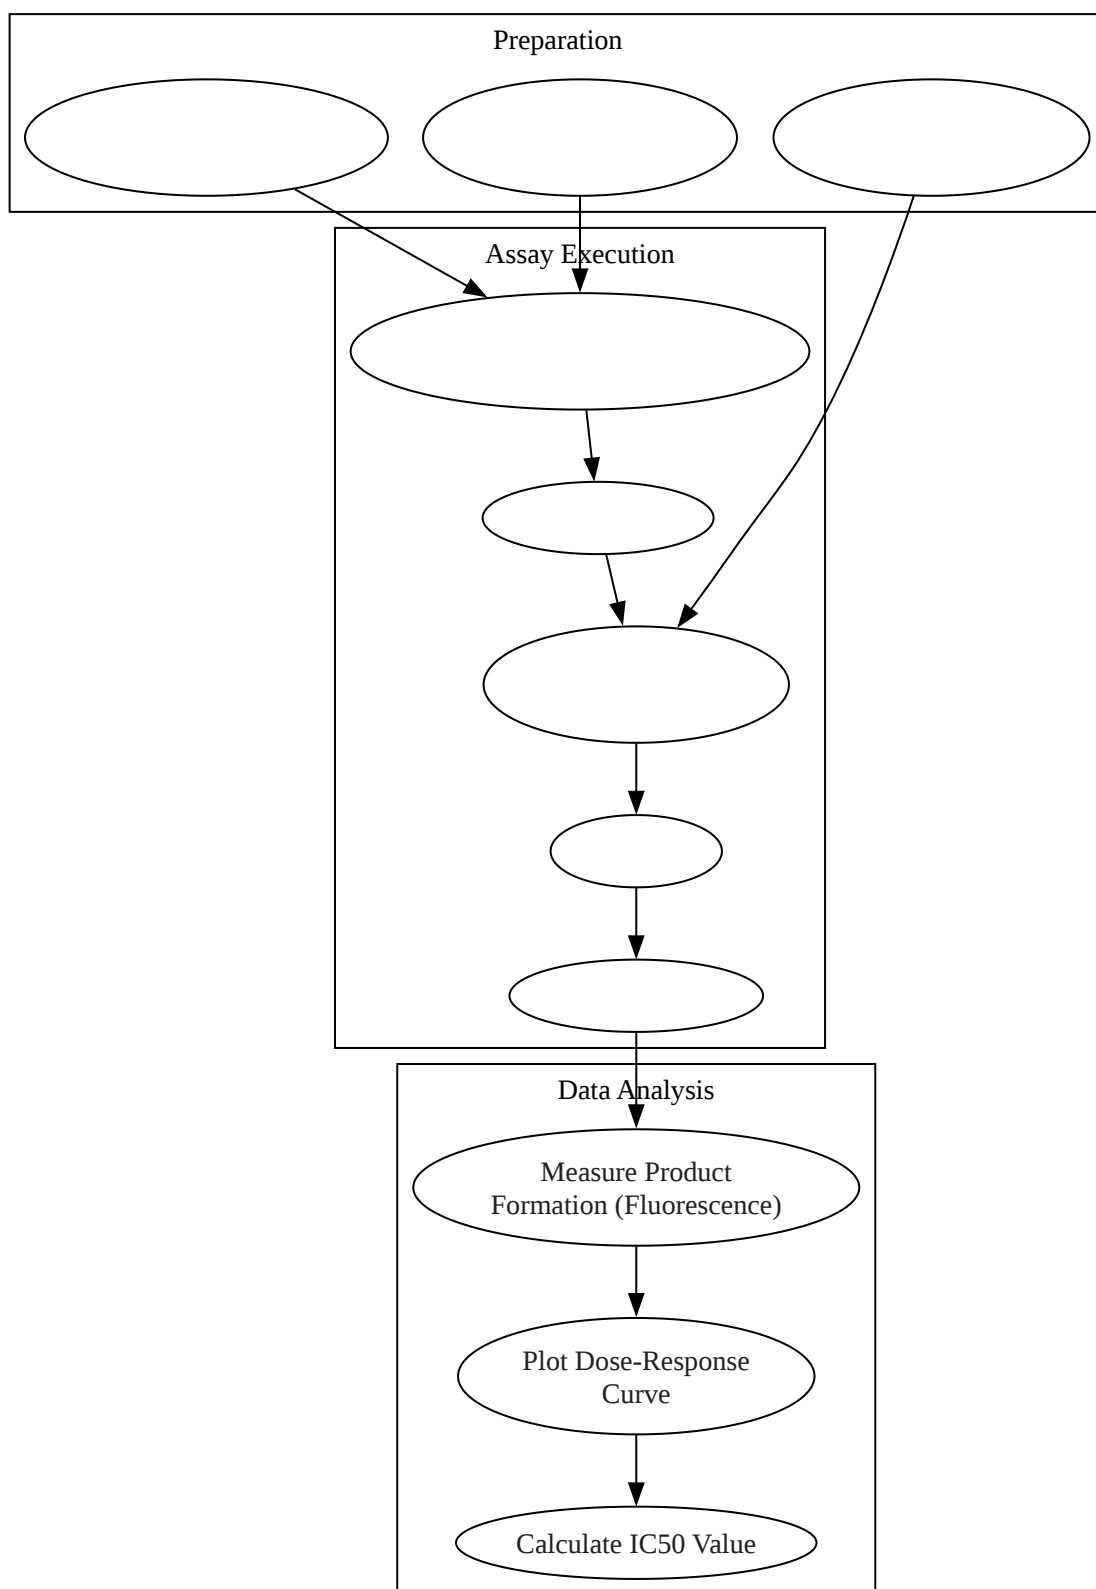 Preparation
Assay Execution
Data Analysis
Measure Product
Formation (Fluorescence)
Plot Dose-Response
Curve
Calculate IC50 Value